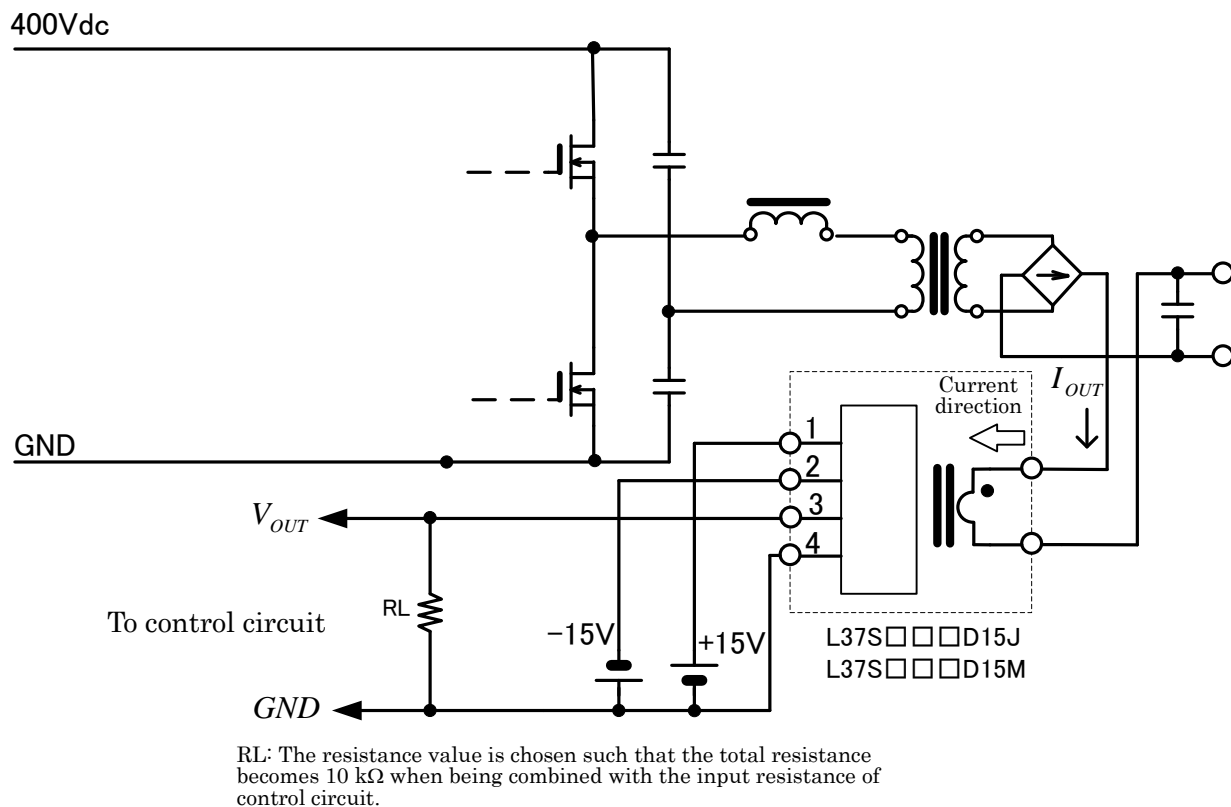 400Vdc
GND
Current
direction
I_OUT
1
2
3
4
V_OUT
RL
To control circuit
−15V
+15V
L37S□□□D15J
L37S□□□D15M
GND
RL: The resistance value is chosen such that the total resistance
becomes 10 kΩ when being combined with the input resistance of
control circuit.